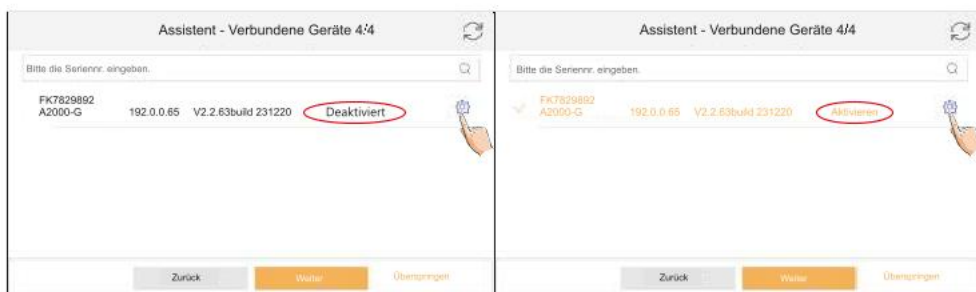 Assistent - Verbundene Geräte 4/4
Bitte die Seriennr. eingeben.
FK7829892
A2000-G 192.0.0.65 V2.2.63build 231220 Deaktiviert
Zurück Weiter Überspringen
Assistent - Verbundene Geräte 4/4
Bitte die Seriennr. eingeben.
FK7829892
A2000-G 192.0.0.65 V2.2.63build 231220 Aktivieren
Zurück Weiter Überspringen